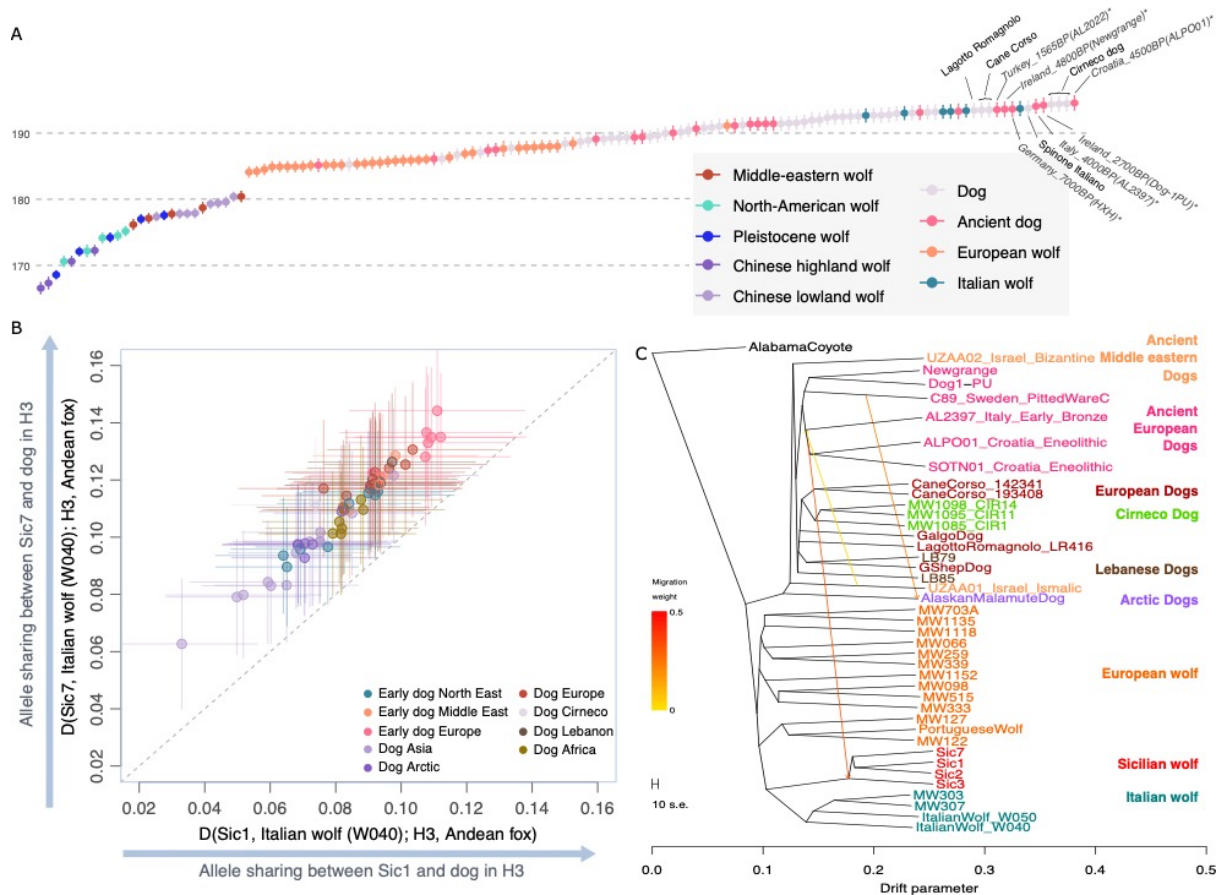 A
190
180
170
Lagotto Romagnolo
Cane Corso
Turkey_1565BP(AL2022)*
Ireland_4800BP(Newgrange)*
Cirneco dog
Croatia_4500BP(ALPO01)*
Germany_7000BP(HXH)*
Spinone Italiano
Italy_4000BP(AL2397)*
Ireland_2700BP(Dog-1PU)*
Middle-eastern wolf
North-American wolf
Pleistocene wolf
Chinese highland wolf
Chinese lowland wolf
Dog
Ancient dog
European wolf
Italian wolf
B
Allele sharing between Sic7 and dog in H3
D(Sic7, Italian wolf (W040); H3, Andean fox)
0.16
0.14
0.12
0.10
0.08
0.06
0.04
0.02
Early dog North East
Early dog Middle East
Early dog Europe
Dog Asia
Dog Arctic
Dog Europe
Dog Cirneco
Dog Lebanon
Dog Africa
0.02 0.04 0.06 0.08 0.10 0.12 0.14 0.16
D(Sic1, Italian wolf (W040); H3, Andean fox)
Allele sharing between Sic1 and dog in H3
C
AlabamaCoyote
UZAA02_Israel_Bizantine
Newgrange
Dog1-PU
C89_Sweden_PittedWareC
AL2397_Italy_Early_Bronze
ALPO01_Croatia_Eneolithic
SOTN01_Croatia_Eneolithic
CaneCorso_142341
CaneCorso_193408
MW1098_CIR14
MW1095_CIR11
MW1085_CIR1
GalgoDog
LagottoRomagnolo_LR416
LB79
GShepDog
LB85
UZAA01_Israel_Ismalic
AlaskanMalamuteDog
MW703A
MW1135
MW1118
MW066
MW259
MW339
MW1152
MW098
MW515
MW333
MW127
PortugueseWolf
MW122
Sic7
Sic1
Sic2
Sic3
MW303
MW307
ItalianWolf_W050
ItalianWolf_W040
Ancient
Middle eastern
Dogs
Ancient
European
Dogs
European Dogs
Cirneco Dog
Lebanese Dogs
Arctic Dogs
European wolf
Sicilian wolf
Italian wolf
Migration
weight
0.5
0
10 s.e.
0.0 0.1 0.2 0.3 0.4 0.5
Drift parameter